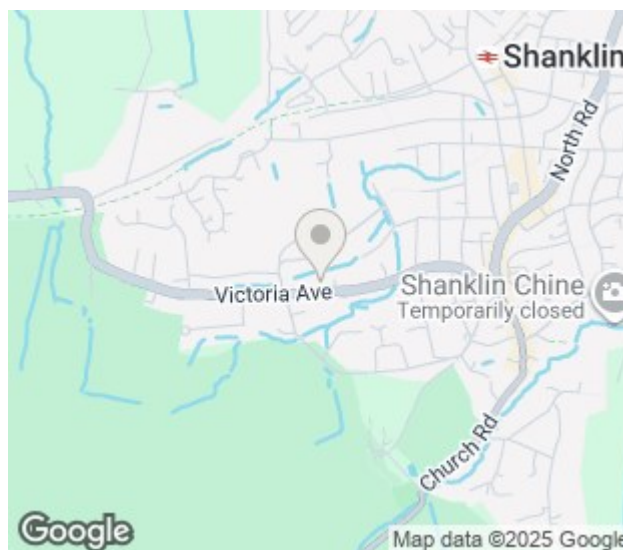 Shanklin
North Rd
Victoria Ave
Shanklin Chine
Temporarily closed
Church Rd
Google
Map data ©2025 Google